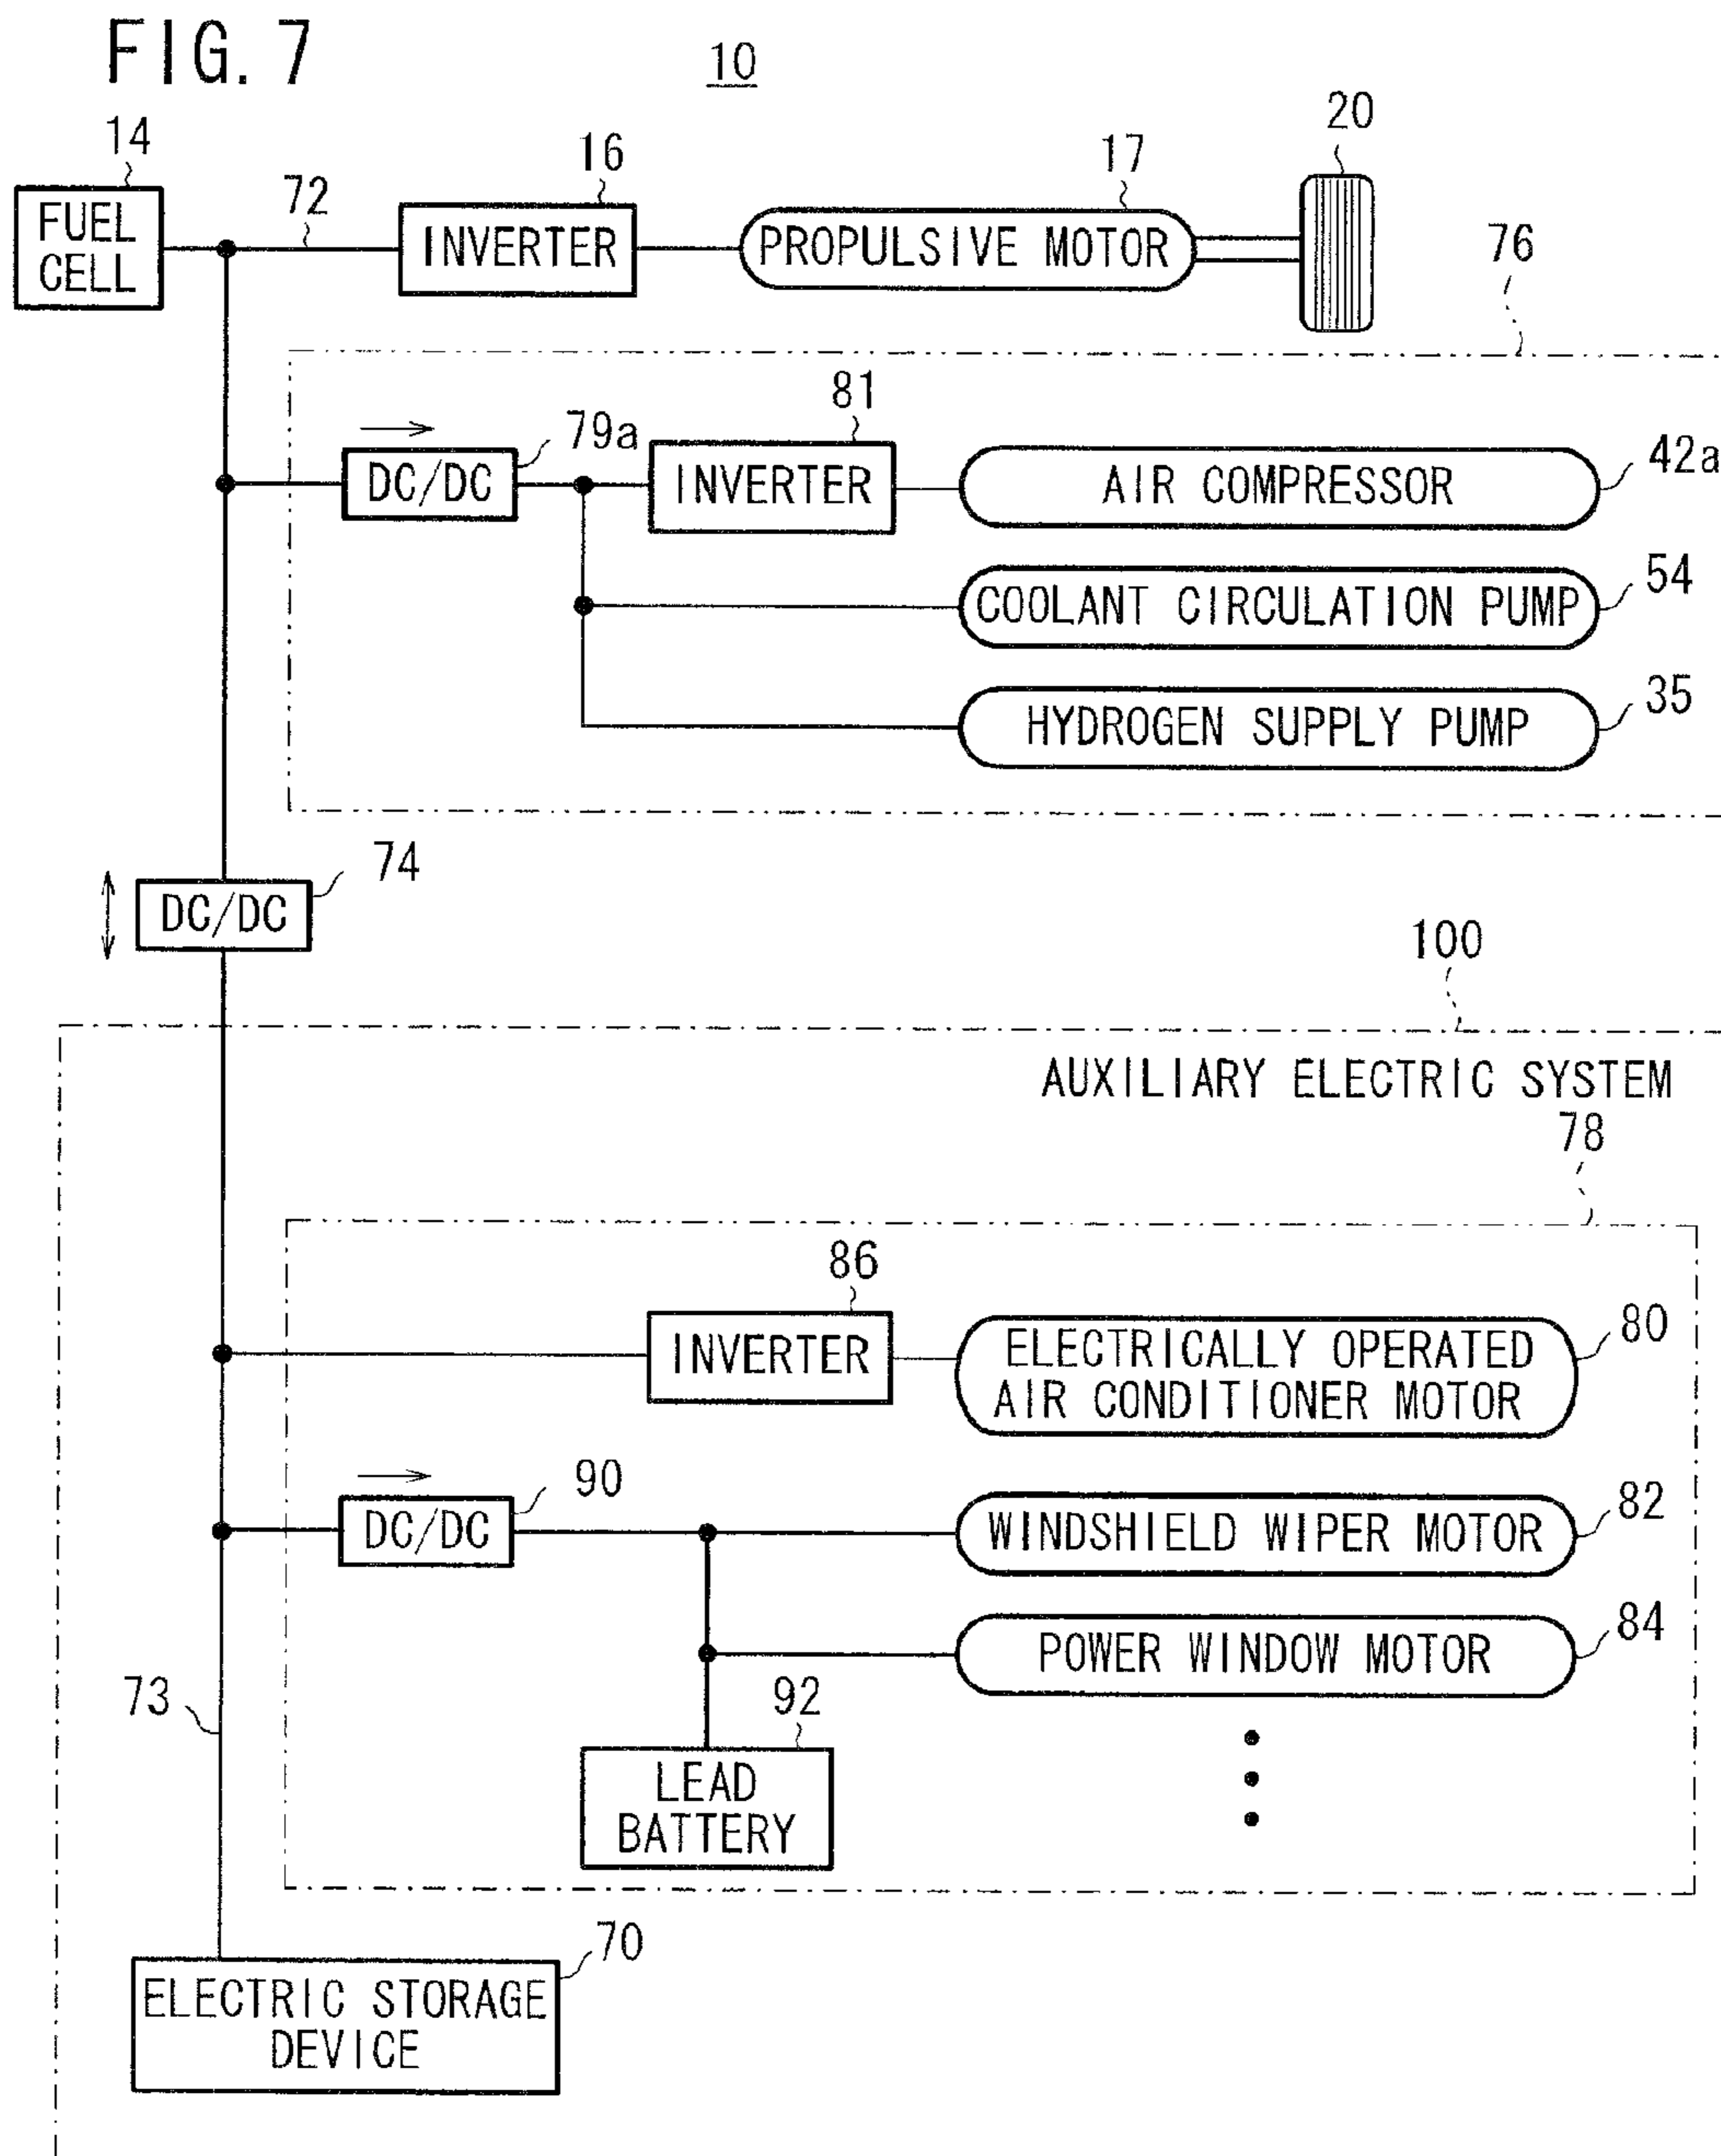 FIG. 7
10
14
16
17
20
72
FUEL
CELL
INVERTER
PROPULSIVE MOTOR
76
81
79a
DC/DC
INVERTER
AIR COMPRESSOR
42a
COOLANT CIRCULATION PUMP
54
HYDROGEN SUPPLY PUMP
35
74
DC/DC
100
AUXILIARY ELECTRIC SYSTEM
78
86
INVERTER
ELECTRICALLY OPERATED
AIR CONDITIONER MOTOR
80
90
DC/DC
WINDSHIELD WIPER MOTOR
82
POWER WINDOW MOTOR
84
73
92
LEAD
BATTERY
70
ELECTRIC STORAGE
DEVICE